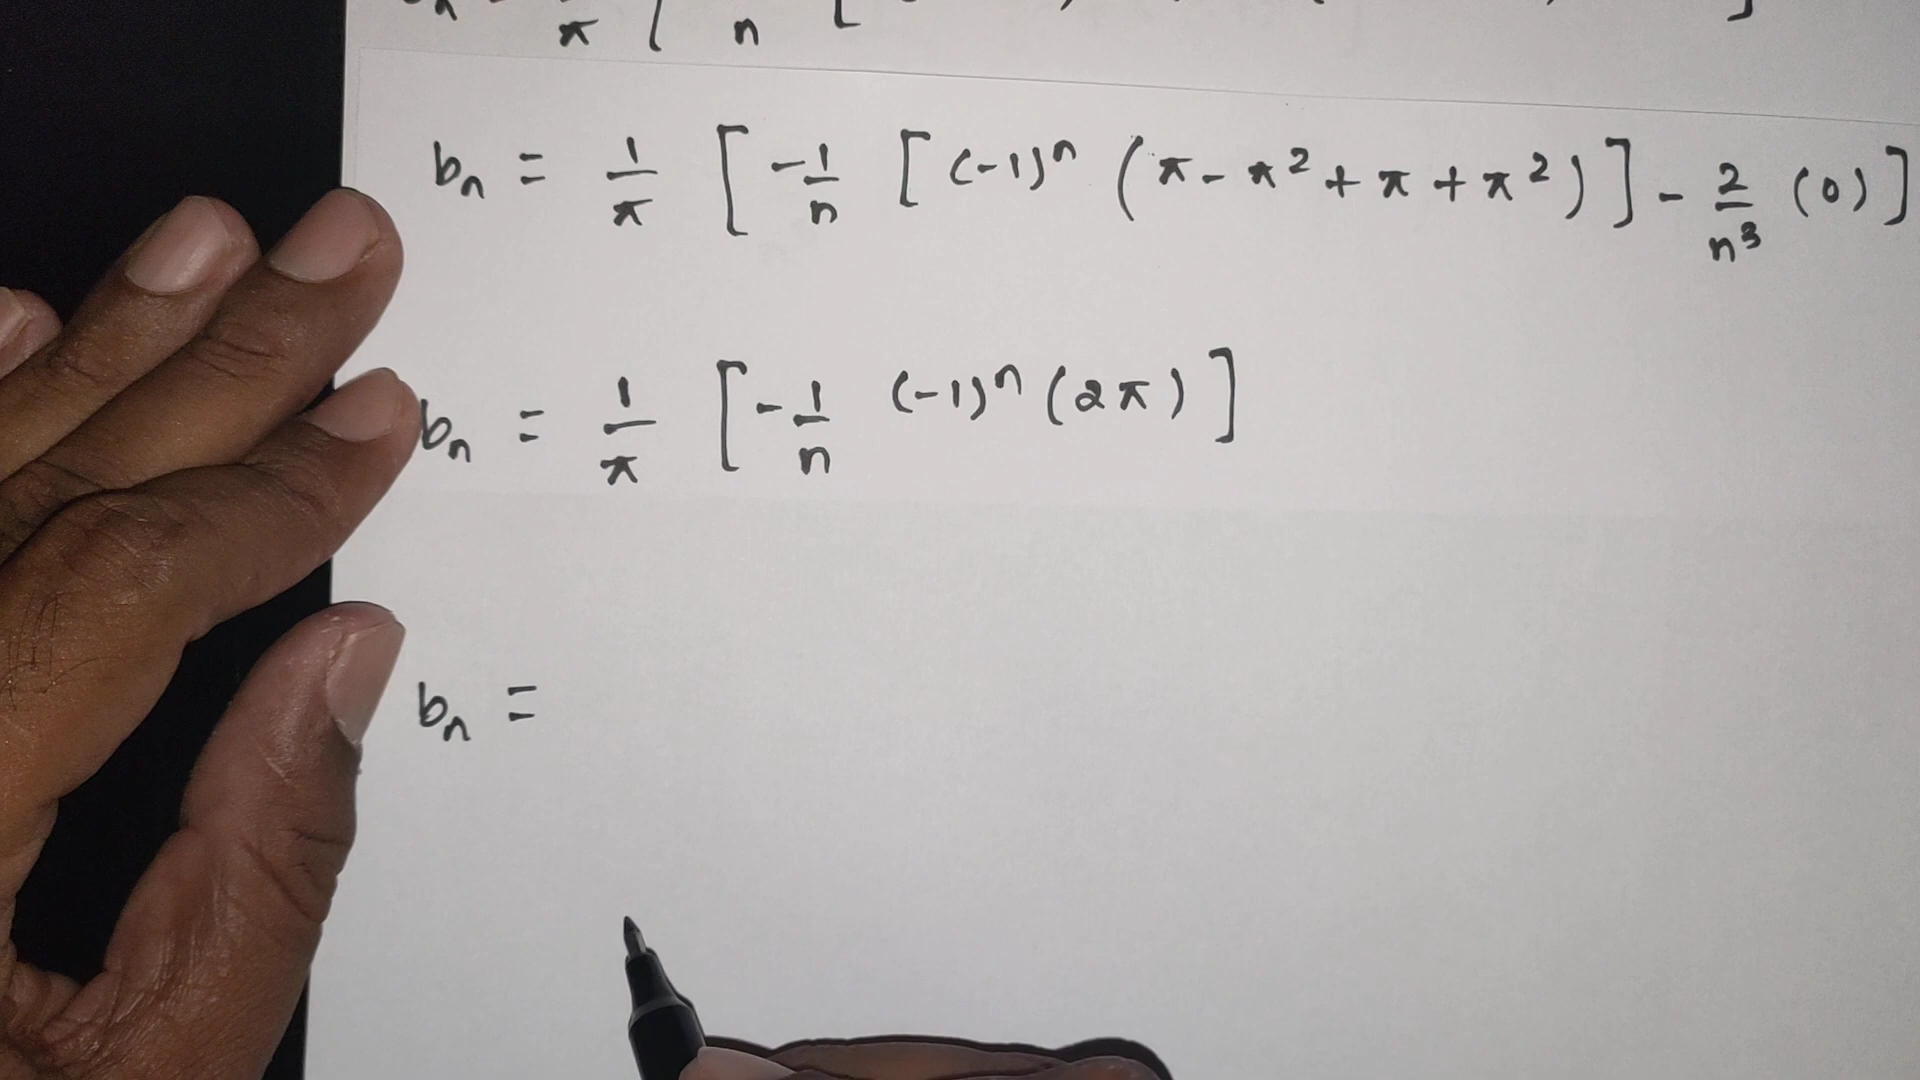 π [ n [
bₙ = 1/π [ -1/n [ (-1)ⁿ (π - π² + π + π²) ] - 2/n³ (0) ]
bₙ = 1/π [ -1/n (-1)ⁿ (2π) ]
bₙ =